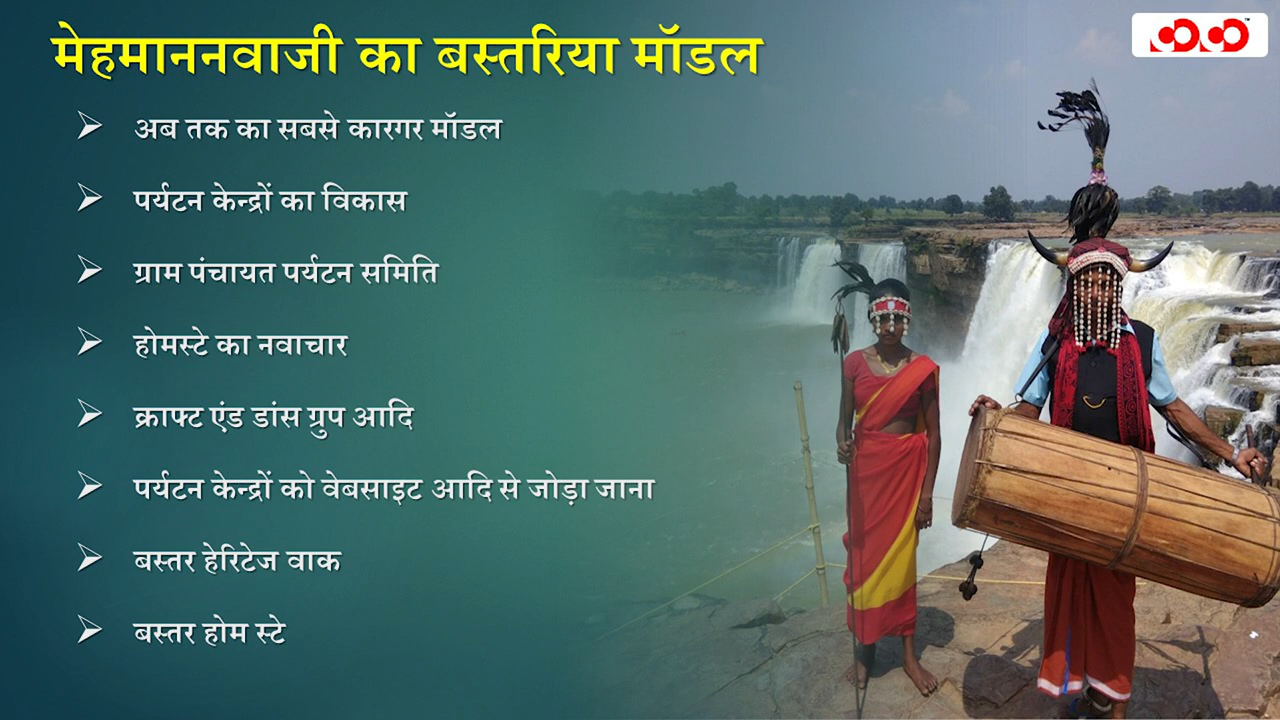 मेहमाननवाजी का बस्तरिया मॉडल
अब तक का सबसे कारगर मॉडल
पर्यटन केन्द्रों का विकास
ग्राम पंचायत पर्यटन समिति
होमस्टे का नवाचार
क्राफ्ट एंड डांस ग्रुप आदि
पर्यटन केन्द्रों को वेबसाइट आदि से जोड़ा जाना
बस्तर हेरिटेज वाक
बस्तर होम स्टे